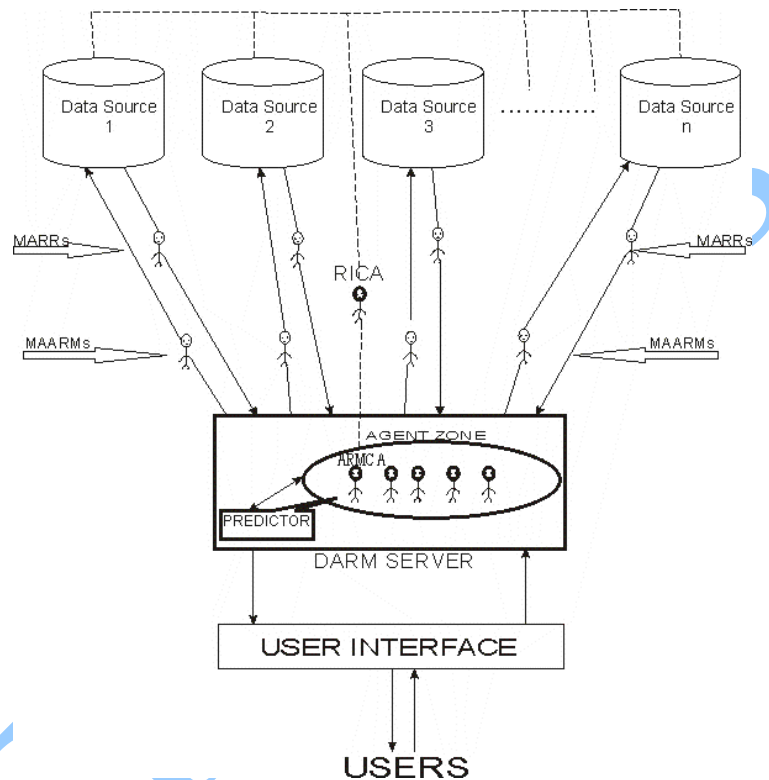 Data Source
1
Data Source
2
Data Source
3
............
Data Source
n
MARRs
MARRs
RICA
MAARMs
MAARMs
AGENT ZONE
ARMCA
PREDICTOR
DARM SERVER
USER INTERFACE
USERS